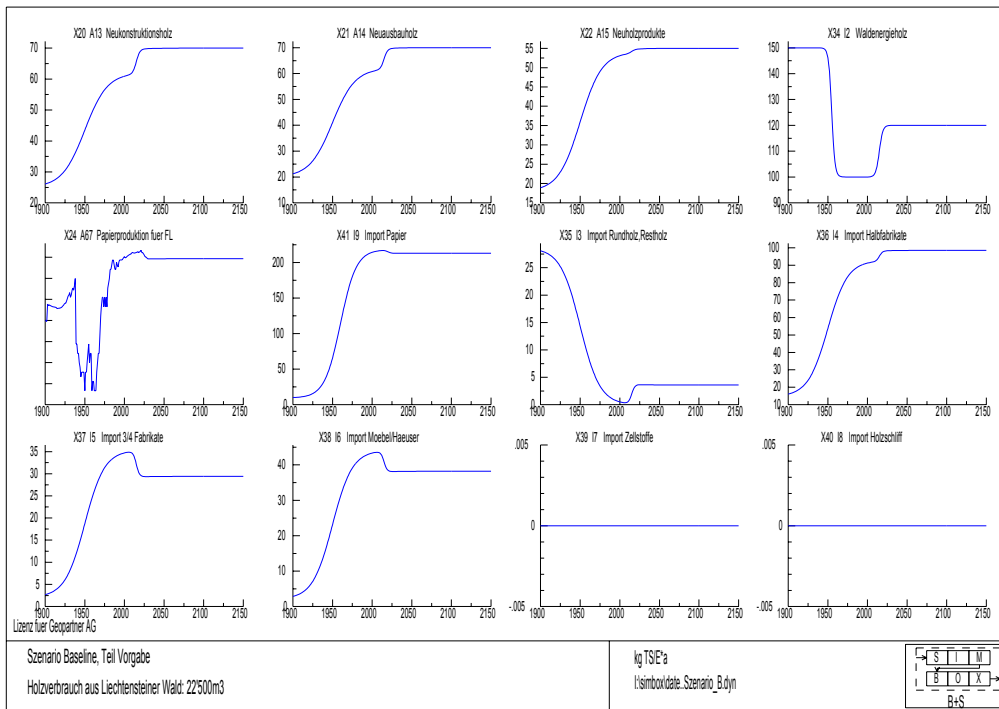 X20 A13 Neukonstruktionsholz
70
60
50
40
30
20
1900 1950 2000 2050 2100 2150
X21 A14 Neuausbauholz
70
60
50
40
30
20
10
1900 1950 2000 2050 2100 2150
X22 A15 Neuholzprodukte
55
50
45
40
35
30
25
20
15
1900 1950 2000 2050 2100 2150
X34 I2 Waldenergieholz
150
140
130
120
110
100
90
1900 1950 2000 2050 2100 2150
X24 A67 Papierproduktion fuer FL
1900 1950 2000 2050 2100 2150
X41 I9 Import Papier
200
150
100
50
0
1900 1950 2000 2050 2100 2150
X35 I3 Import Rundholz,Restholz
25
20
15
10
5
0
1900 1950 2000 2050 2100 2150
X36 I4 Import Halbfabrikate
100
90
80
70
60
50
40
30
20
10
1900 1950 2000 2050 2100 2150
X37 I5 Import 3/4 Fabrikate
35
30
25
20
15
10
5
0
1900 1950 2000 2050 2100 2150
X38 I6 Import Moebel/Haeuser
40
30
20
10
0
1900 1950 2000 2050 2100 2150
X39 I7 Import Zellstoffe
.005
0
-.005
1900 1950 2000 2050 2100 2150
X40 I8 Import Holzschliff
.005
0
-.005
1900 1950 2000 2050 2100 2150
Lizenz fuer Geopartner AG
Szenario Baseline, Teil Vorgabe
Holzverbrauch aus Liechtensteiner Wald: 22'500m3
kg TS/E*a
I:\simbox\date..Szenario_B.dyn
S I M
B O X
B+S